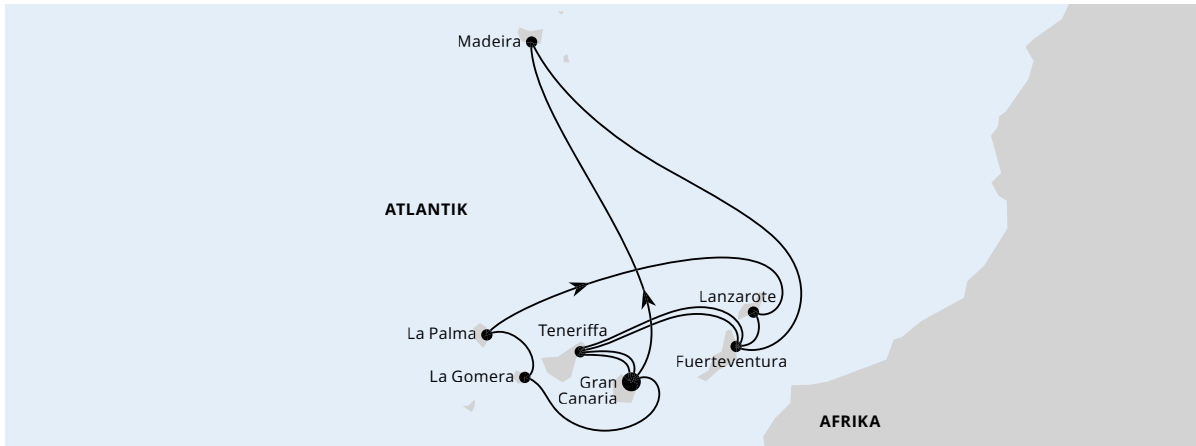 Madeira
ATLANTIK
Lanzarote
La Palma
Teneriffa
Fuerteventura
La Gomera
Gran
Canaria
AFRIKA